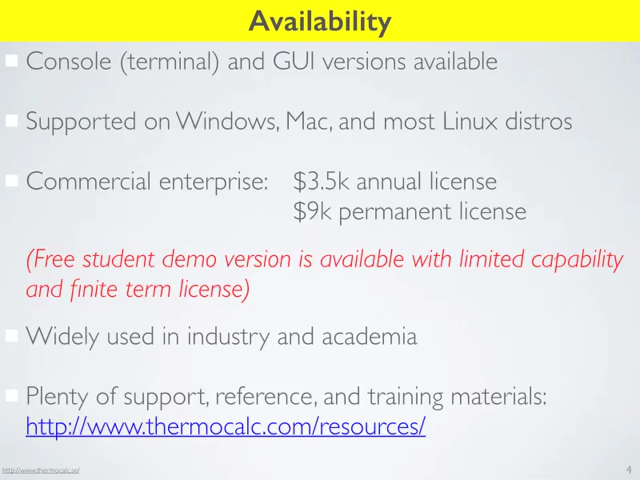 Availability
Console (terminal) and GUI versions available
Supported on Windows, Mac, and most Linux distros
Commercial enterprise: $3.5k annual license
$9k permanent license
(Free student demo version is available with limited capability
and finite term license)
Widely used in industry and academia
Plenty of support, reference, and training materials:
http://www.thermocalc.com/resources/
http://www.thermocalc.se/ 4